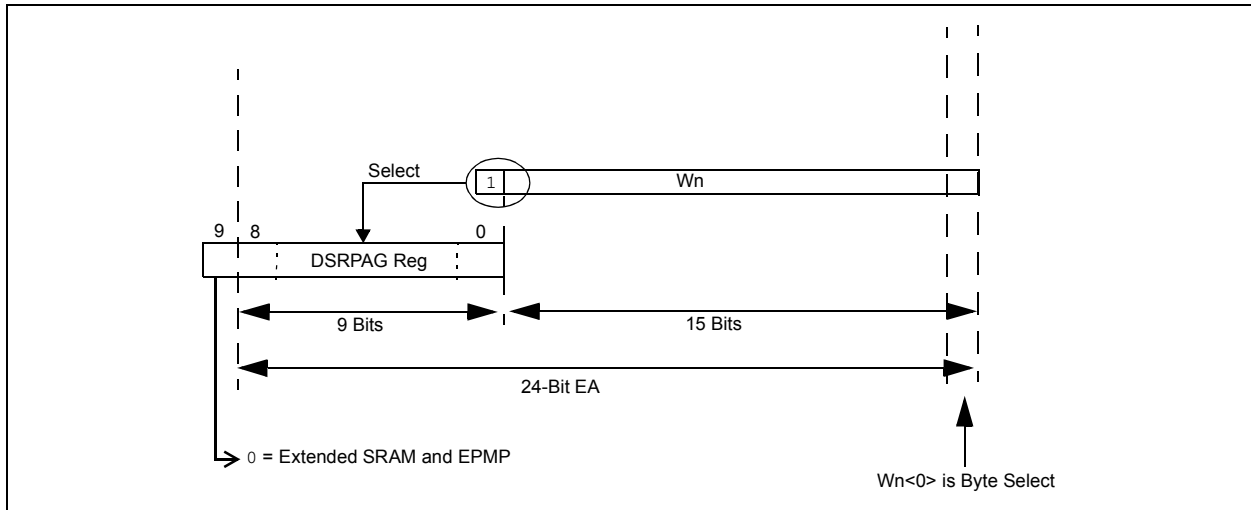 Select
1
Wn
9 8 0
DSRPAG Reg
9 Bits
15 Bits
24-Bit EA
0 = Extended SRAM and EPMP
Wn<0> is Byte Select